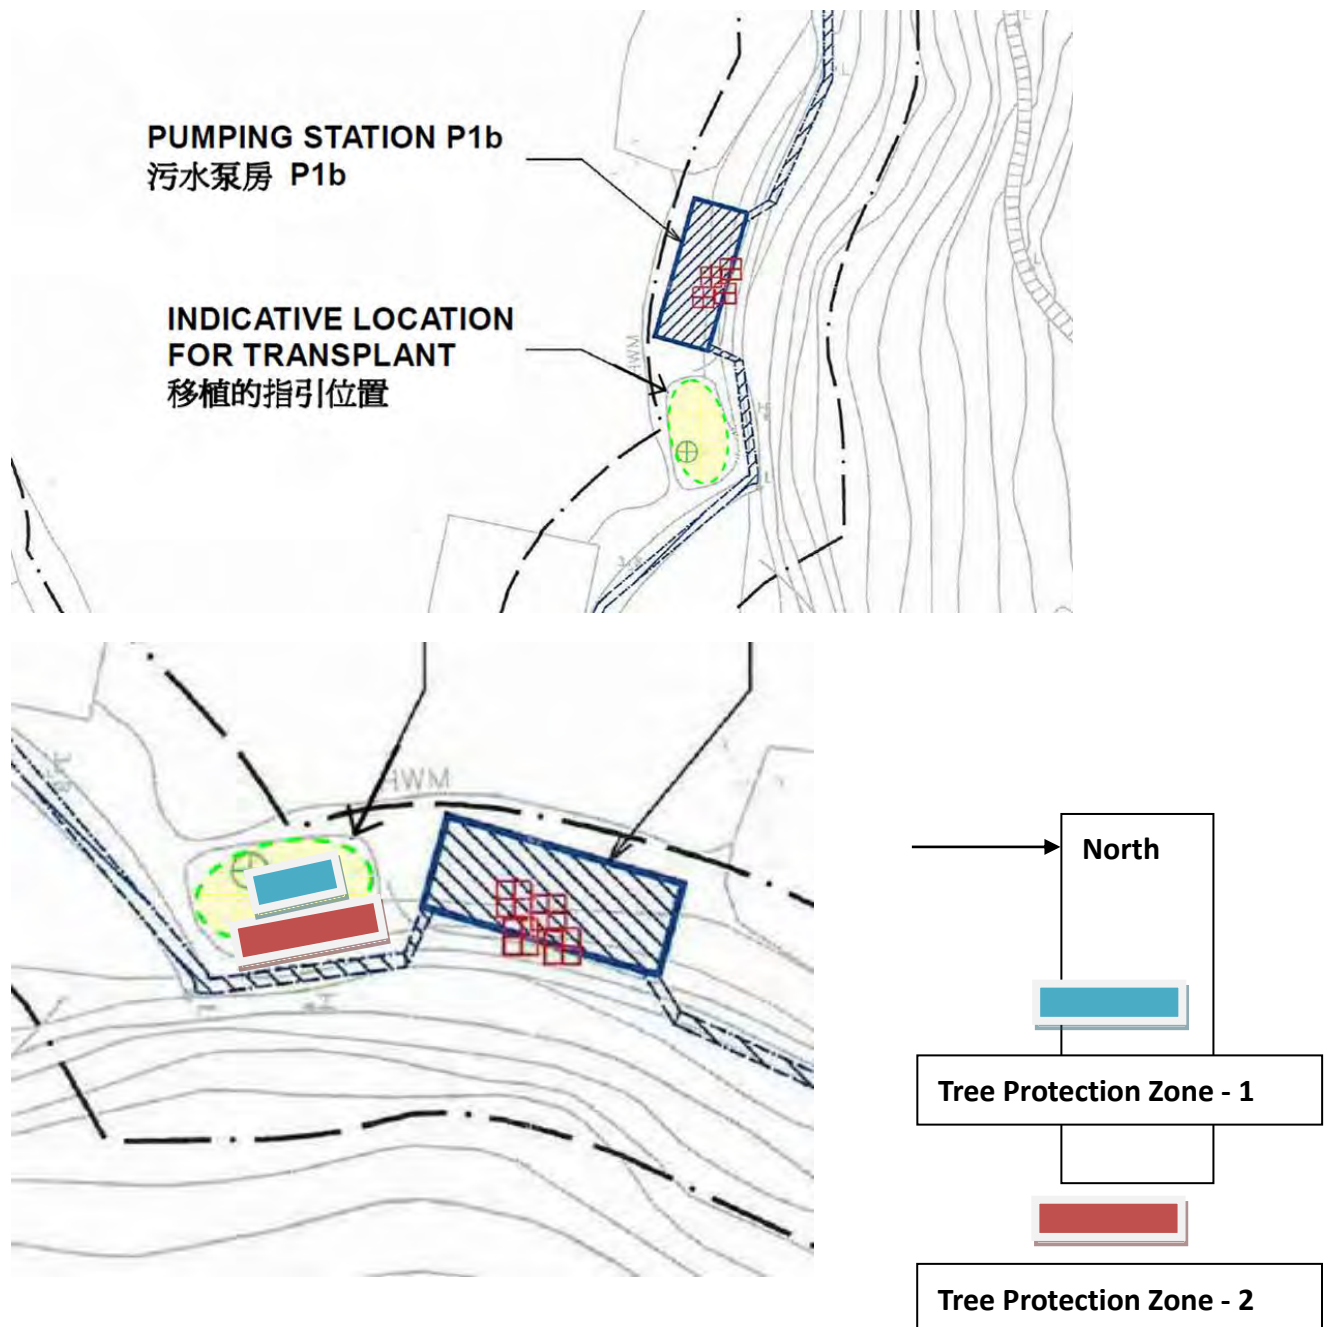 PUMPING STATION P1b
污水泵房 P1b
INDICATIVE LOCATION
FOR TRANSPLANT
移植的指引位置
HWM
HWM
North
Tree Protection Zone - 1
Tree Protection Zone - 2